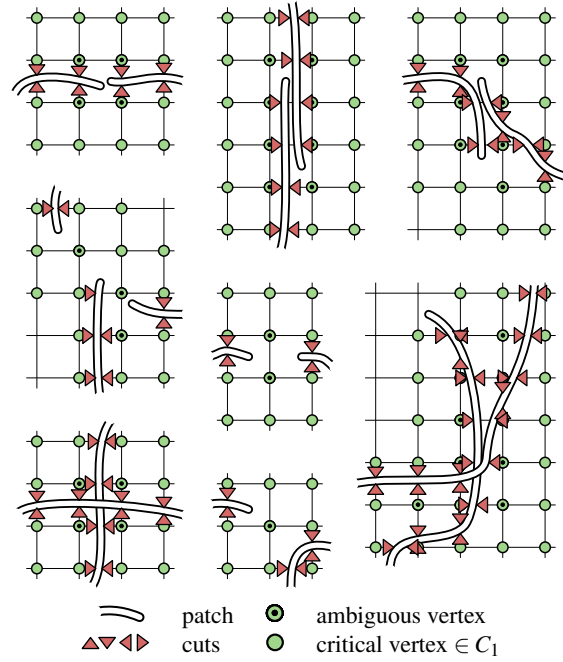 patch ambiguous vertex
cuts critical vertex ∈ C₁